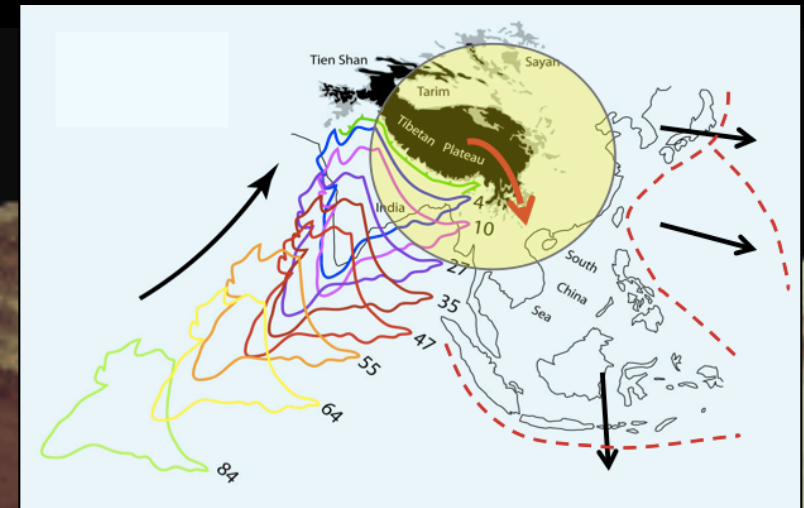 Tien Shan
Sayan
Tarim
Tibetan Plateau
India
4
10
27
35
47
55
64
84
South
China
Sea